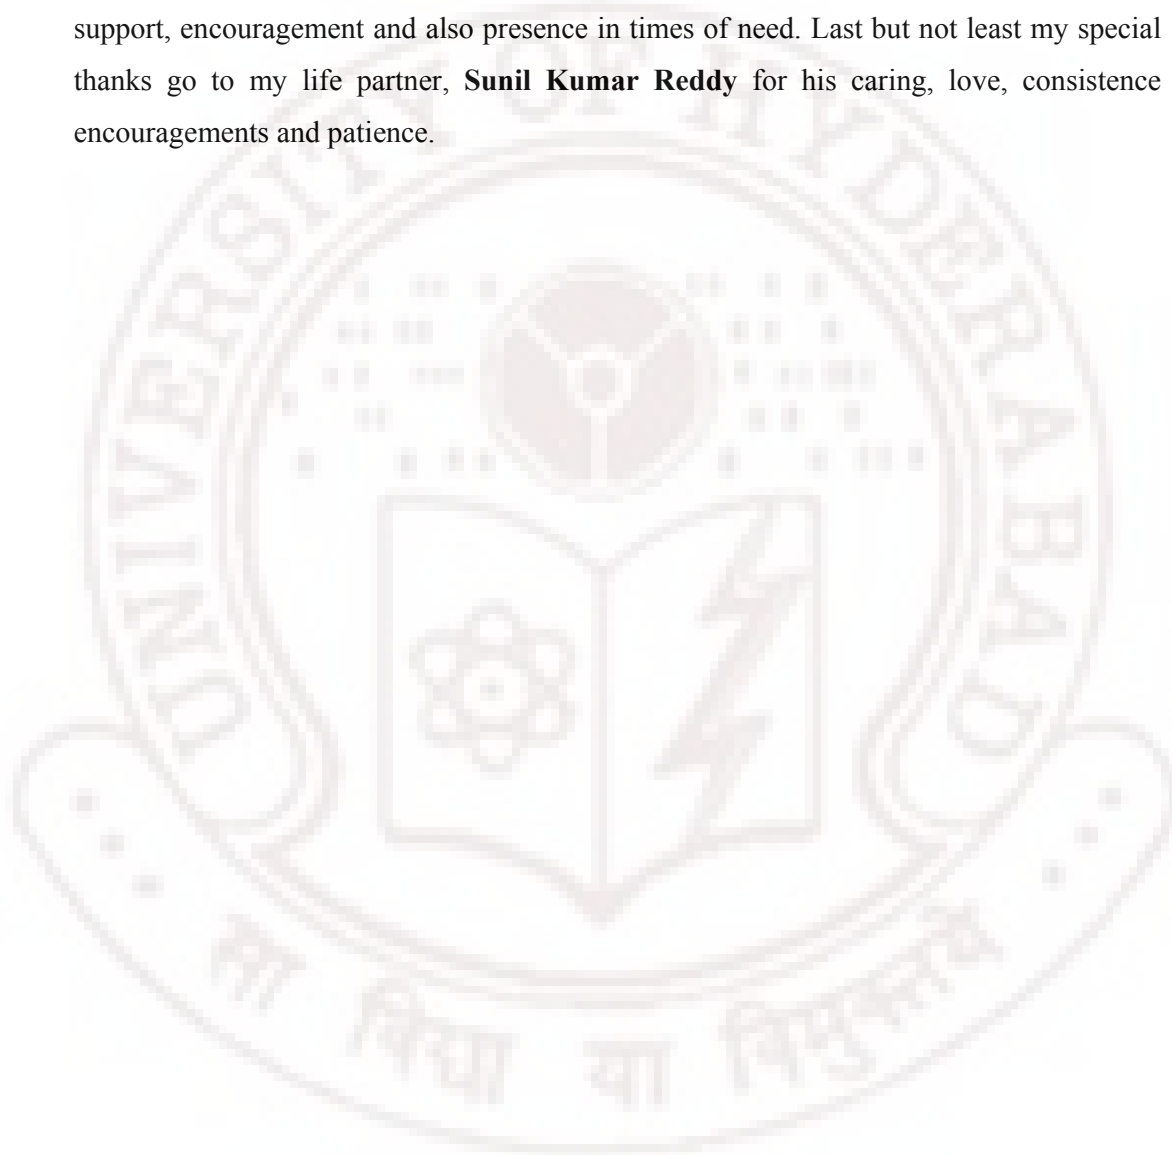 support, encouragement and also presence in times of need. Last but not least my special
thanks go to my life partner, Sunil Kumar Reddy for his caring, love, consistence
encouragements and patience.
UNIVERSITY OF HYDERABAD
सा विद्या या विमुक्तये